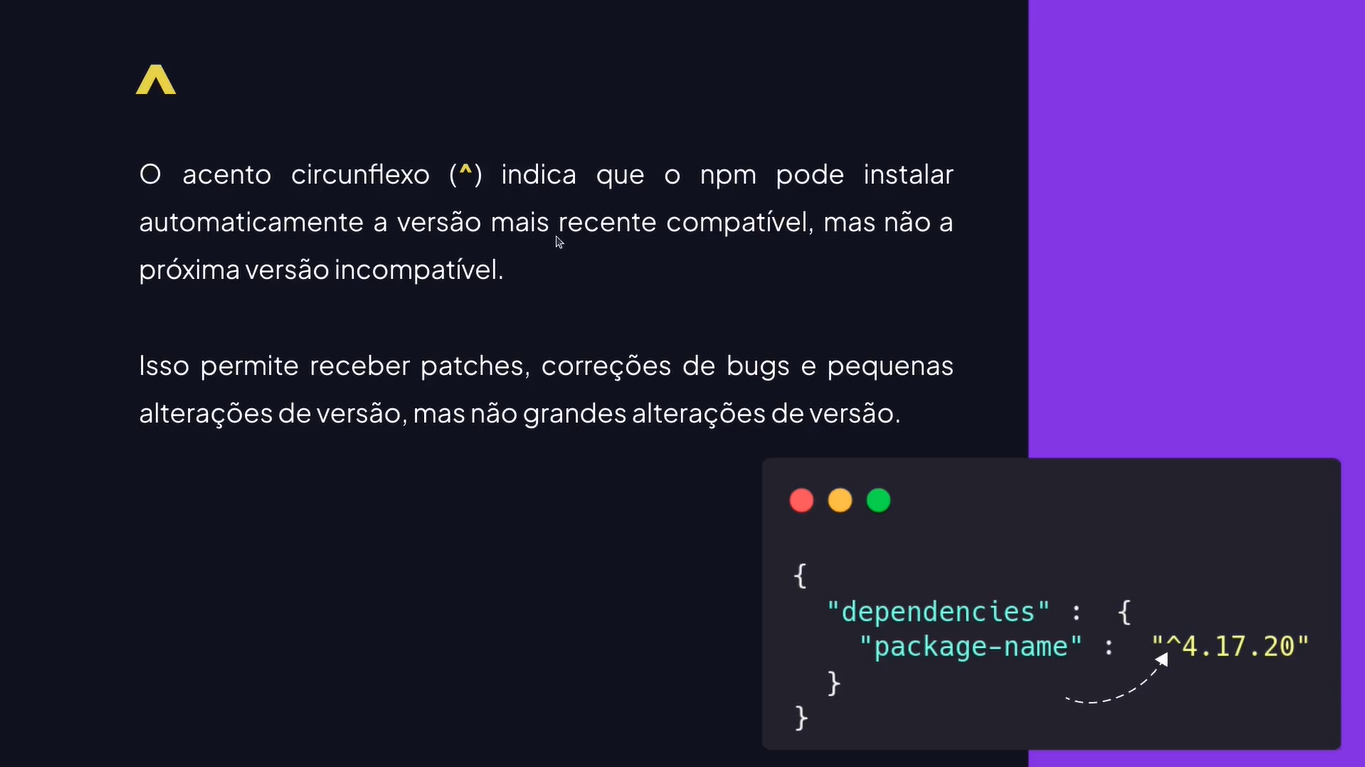 ^
O acento circunflexo (^) indica que o npm pode instalar
automaticamente a versão mais recente compatível, mas não a
próxima versão incompatível.
Isso permite receber patches, correções de bugs e pequenas
alterações de versão, mas não grandes alterações de versão.
{
"dependencies" : {
"package-name" : "^4.17.20"
}
}